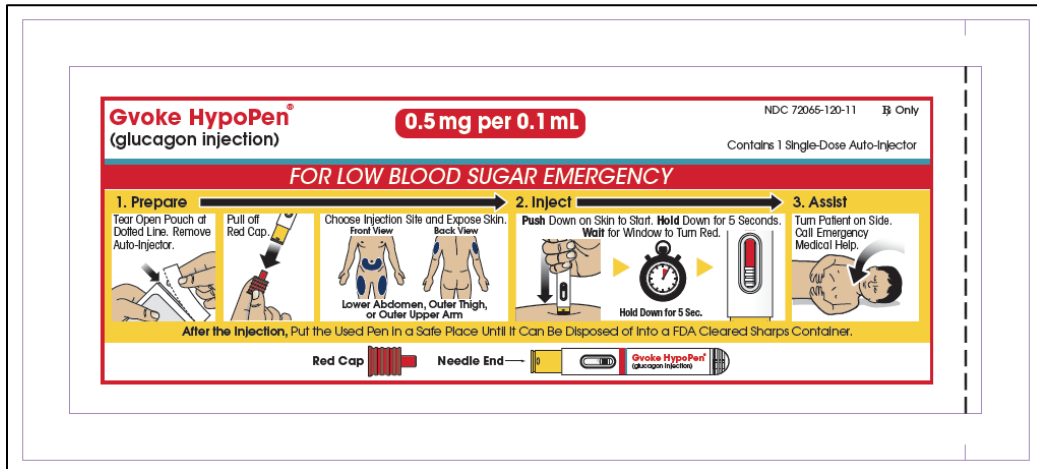 Gvoke HypoPen®
(glucagon injection)
0.5 mg per 0.1 mL
NDC 72065-120-11 ℞ Only
Contains 1 Single-Dose Auto-Injector
FOR LOW BLOOD SUGAR EMERGENCY
1. Prepare
Tear Open Pouch at
Dotted Line. Remove
Auto-Injector.
Pull off
Red Cap.
Choose Injection Site and Expose Skin.
Front View Back View
Lower Abdomen, Outer Thigh,
or Outer Upper Arm
2. Inject
Push Down on Skin to Start. Hold Down for 5 Seconds.
Wait for Window to Turn Red.
Hold Down for 5 Sec.
3. Assist
Turn Patient on Side.
Call Emergency
Medical Help.
After the Injection, Put the Used Pen in a Safe Place Until It Can Be Disposed of Into a FDA Cleared Sharps Container.
Red Cap
Needle End
Gvoke HypoPen®
(glucagon injection)